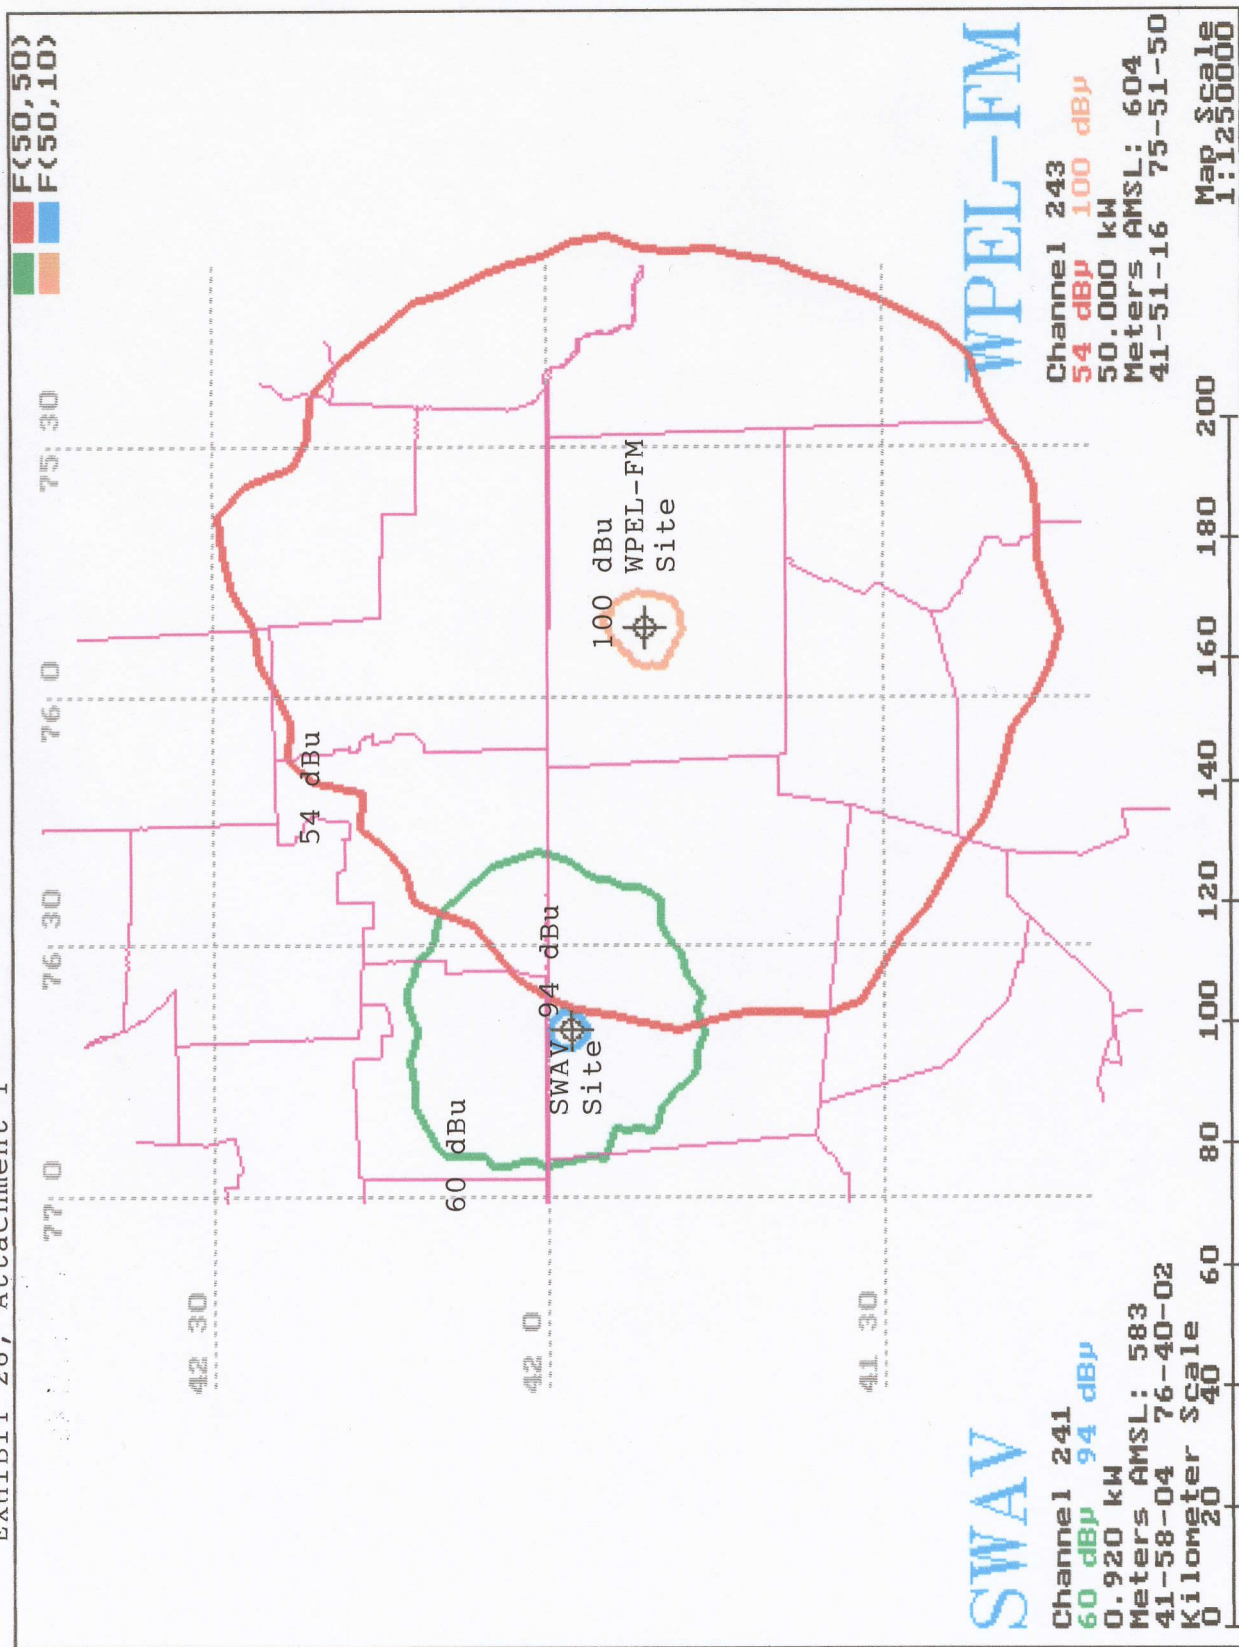 Exhibit 26, Attachment 1
F(50,50)
F(50,10)
77 0
76 30
76 0
75 30
42 30
42 0
41 30
54 dBu
60 dBu
94 dBu
SWAV
Site
100 dBu
WPEL-FM
Site
SWAV
Channel 241
60 dBµ 94 dBµ
0.920 kW
Meters AMSL: 583
41-58-04 76-40-02
Kilometer Scale
0 20 40 60 80 100 120 140 160 180 200
WPEL-FM
Channel 243
54 dBµ 100 dBµ
50.000 kW
Meters AMSL: 604
41-51-16 75-51-50
Map Scale
1:1250000